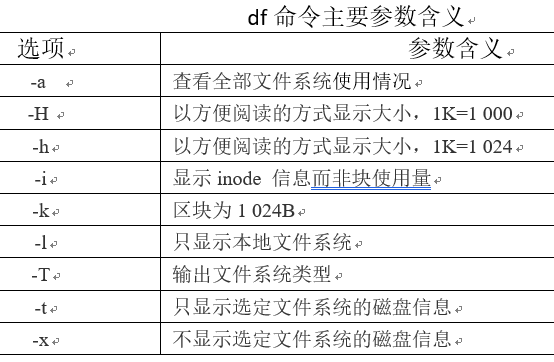 df 命令主要参数含义
选项 参数含义
-a 查看全部文件系统使用情况
-H 以方便阅读的方式显示大小，1K=1 000
-h 以方便阅读的方式显示大小，1K=1 024
-i 显示 inode 信息而非块使用量
-k 区块为 1 024B
-l 只显示本地文件系统
-T 输出文件系统类型
-t 只显示选定文件系统的磁盘信息
-x 不显示选定文件系统的磁盘信息